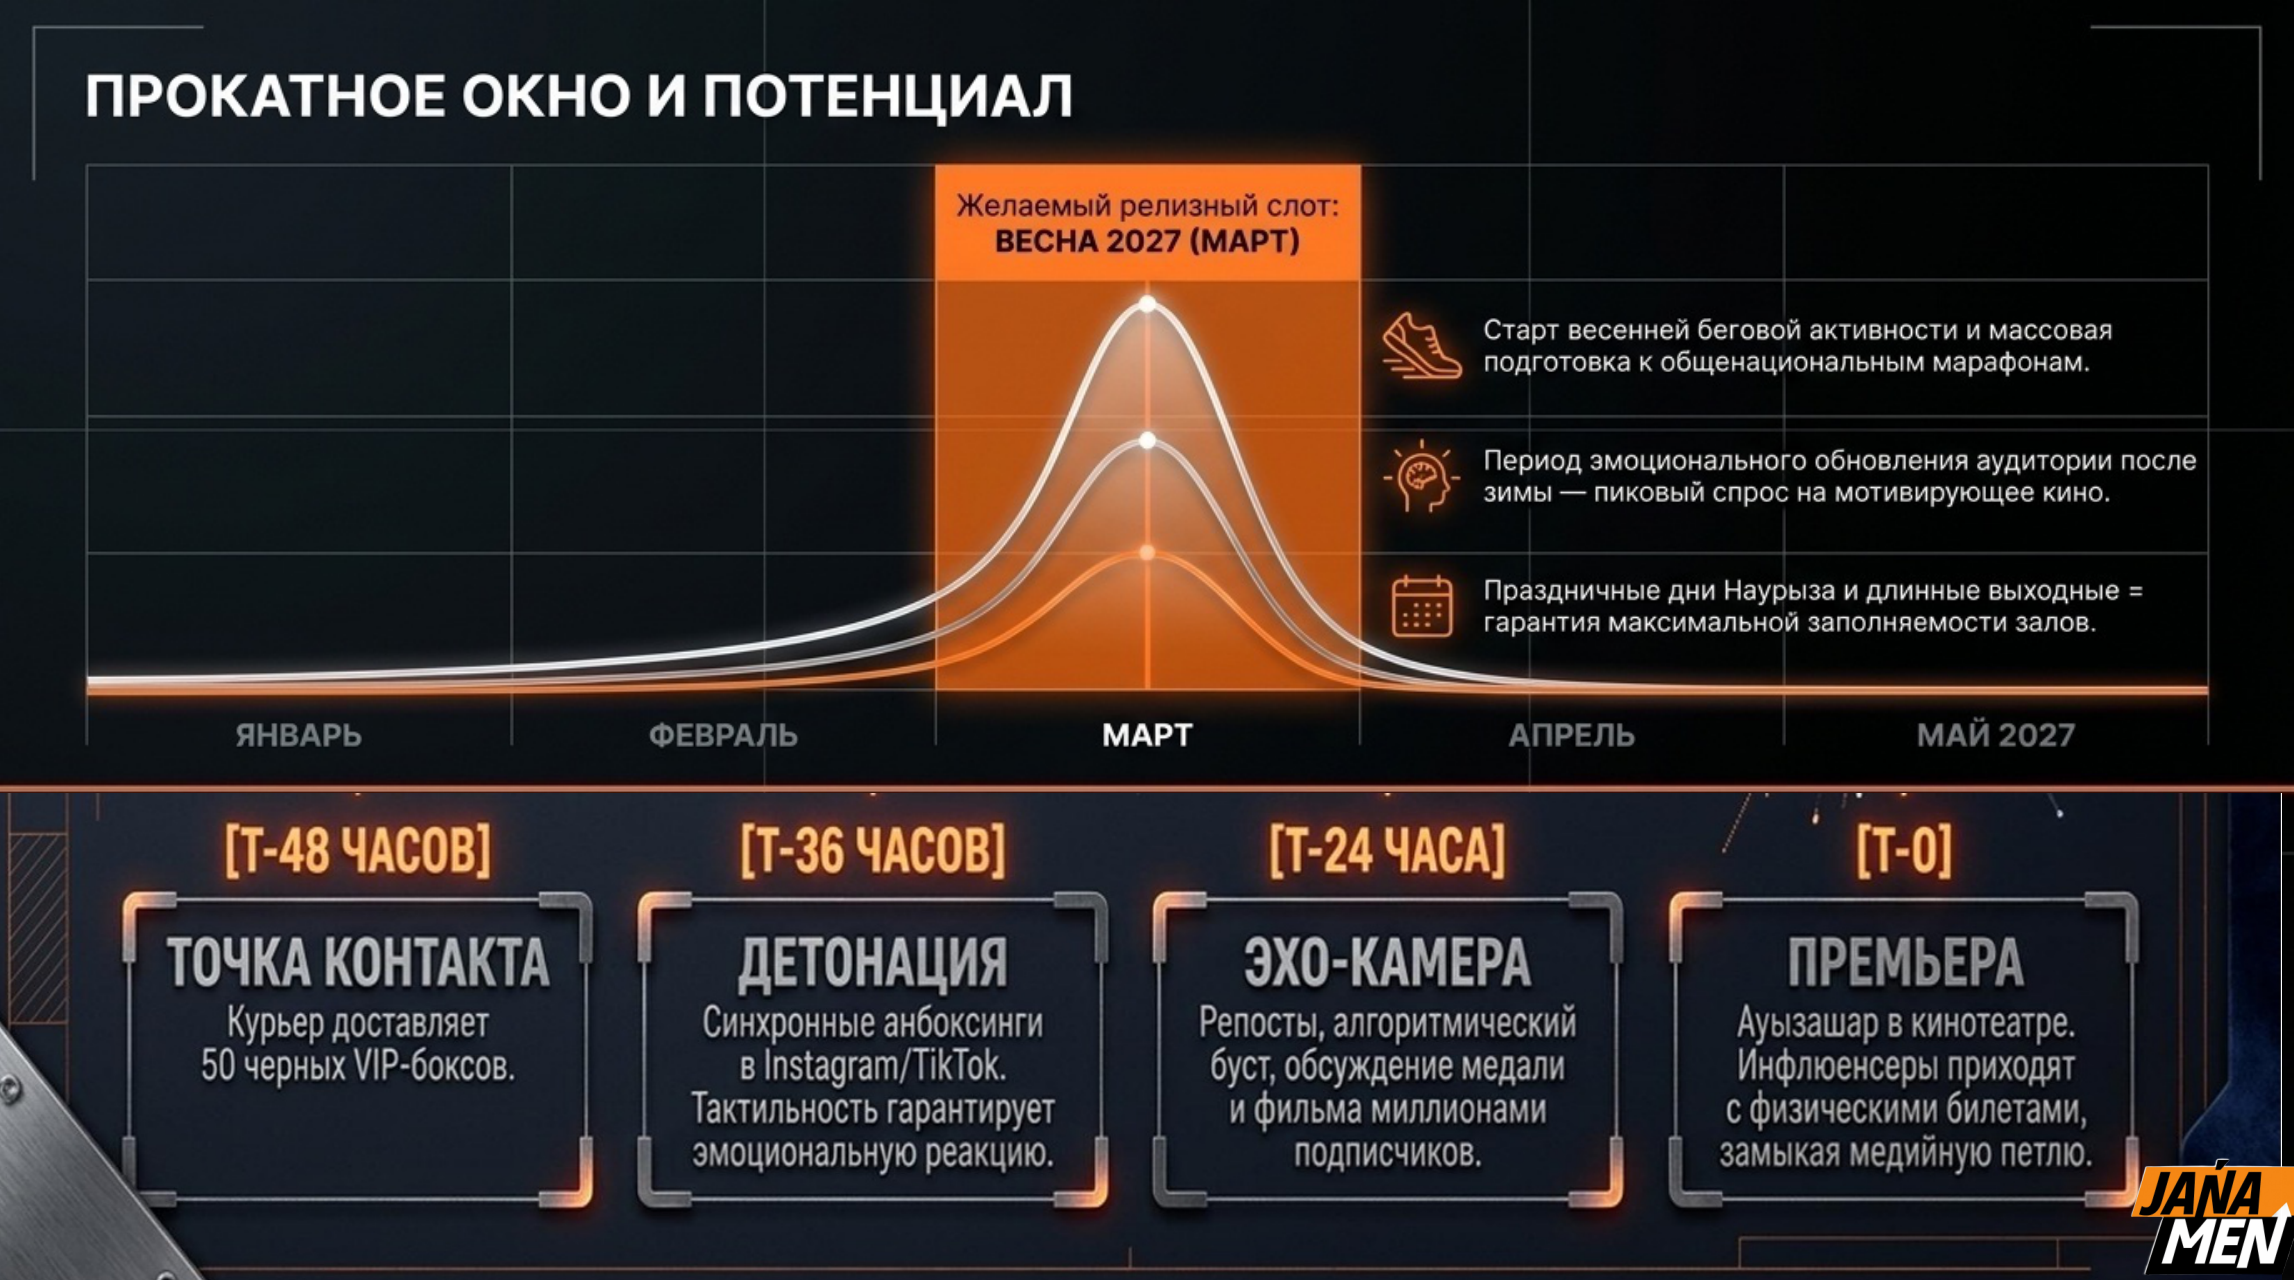 ПРОКАТНОЕ ОКНО И ПОТЕНЦИАЛ
Желаемый релизный слот:
ВЕСНА 2027 (МАРТ)
Старт весенней беговой активности и массовая
подготовка к общенациональным марафонам.
Период эмоционального обновления аудитории после
зимы — пиковый спрос на мотивирующее кино.
Праздничные дни Наурыза и длинные выходные =
гарантия максимальной заполняемости залов.
ЯНВАРЬ
ФЕВРАЛЬ
МАРТ
АПРЕЛЬ
МАЙ 2027
[Т-48 ЧАСОВ]
ТОЧКА КОНТАКТА
Курьер доставляет
50 черных VIP-боксов.
[Т-36 ЧАСОВ]
ДЕТОНАЦИЯ
Синхронные анбоксинги
в Instagram/TikTok.
Тактильность гарантирует
эмоциональную реакцию.
[Т-24 ЧАСА]
ЭХО-КАМЕРА
Репосты, алгоритмический
буст, обсуждение медали
и фильма миллионами
подписчиков.
[Т-0]
ПРЕМЬЕРА
Ауызашар в кинотеатре.
Инфлюенсеры приходят
с физическими билетами,
замыкая медийную петлю.
JAŃA
MEN